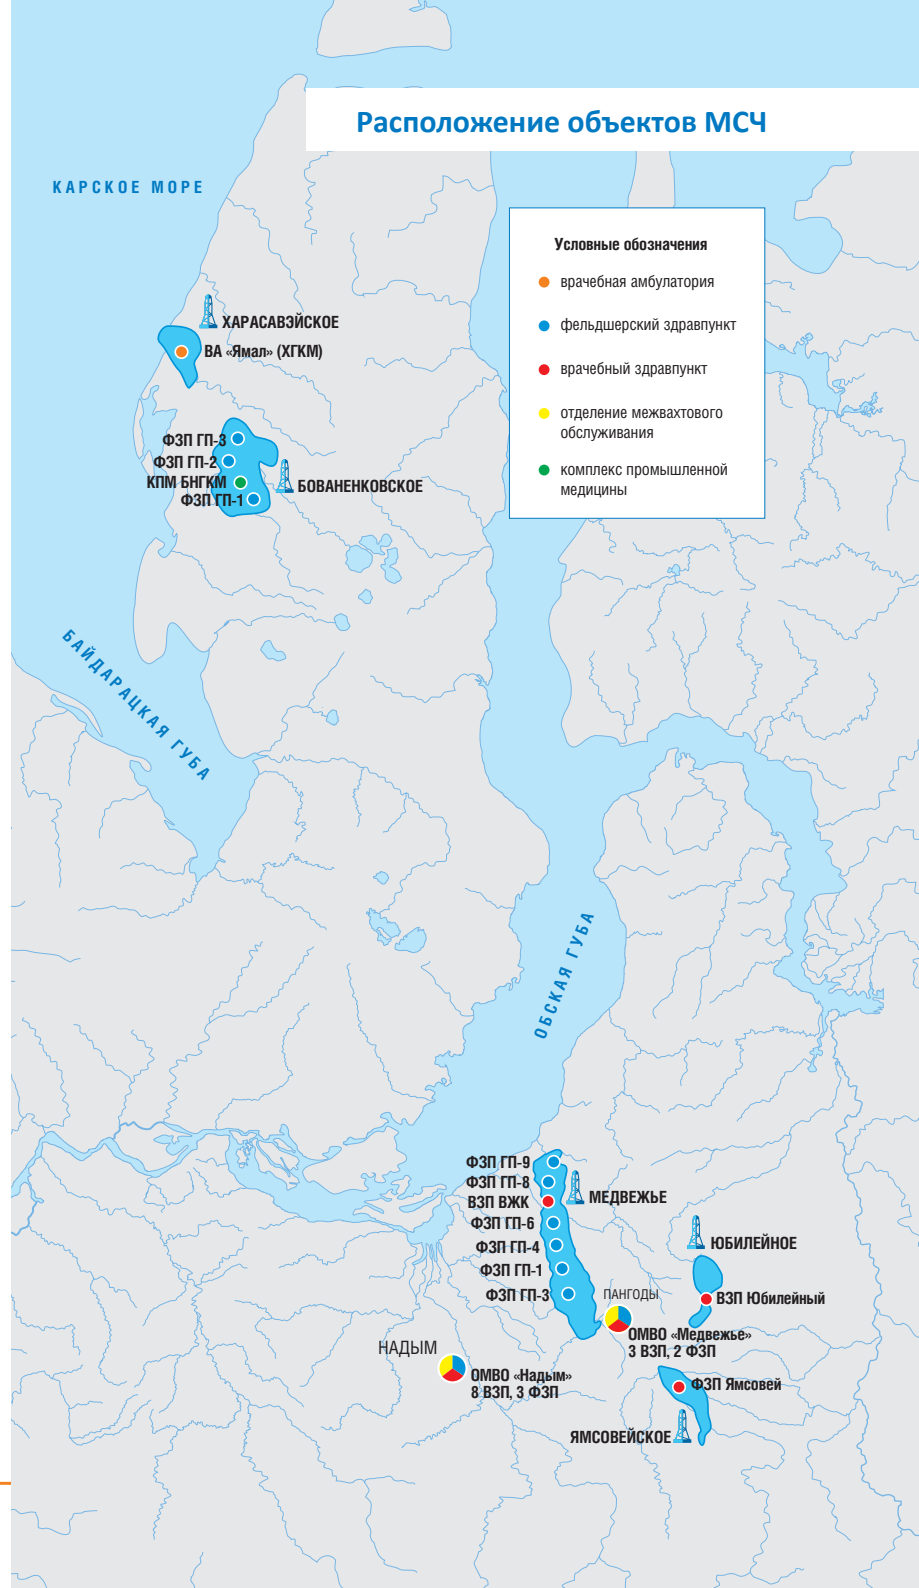 Расположение объектов МСЧ
КАРСКОЕ МОРЕ
Условные обозначения
врачебная амбулатория
фельдшерский здравпункт
врачебный здравпункт
отделение межвахтового
обслуживания
комплекс промышленной
медицины
ХАРАСАВЭЙСКОЕ
ВА «Ямал» (ХГКМ)
ФЗП ГП-3
ФЗП ГП-2
КПМ БНГКМ
ФЗП ГП-1
БОВАНЕНКОВСКОЕ
БАЙДАРАЦКАЯ ГУБА
ОБСКАЯ ГУБА
ФЗП ГП-9
ФЗП ГП-8
ВЗП ВЖК
МЕДВЕЖЬЕ
ФЗП ГП-6
ФЗП ГП-4
ФЗП ГП-1
ФЗП ГП-3
ЮБИЛЕЙНОЕ
ВЗП Юбилейный
ПАНГОДЫ
ОМВО «Медвежье»
3 ВЗП, 2 ФЗП
НАДЫМ
ОМВО «Надым»
8 ВЗП, 3 ФЗП
ФЗП Ямсовей
ЯМСОВЕЙСКОЕ